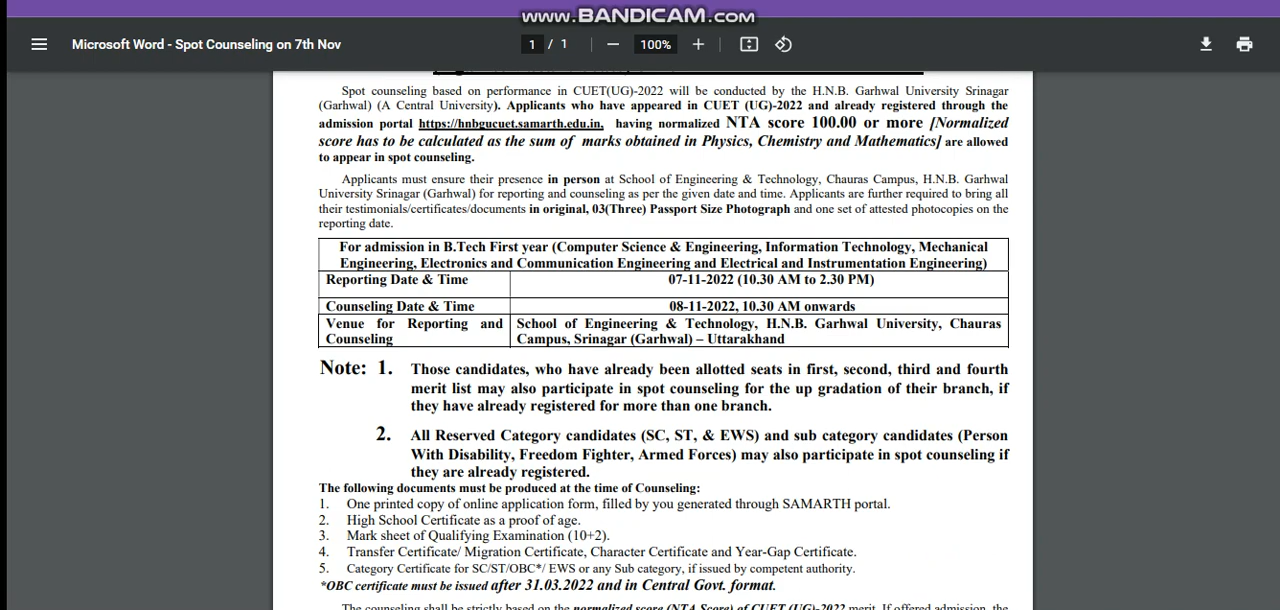 www.BANDICAM.com
Microsoft Word - Spot Counseling on 7th Nov
1 / 1
100%
Spot counseling based on performance in CUET(UG)-2022 will be conducted by the H.N.B. Garhwal University Srinagar
(Garhwal) (A Central University). Applicants who have appeared in CUET (UG)-2022 and already registered through the
admission portal https://hnbgucuet.samarth.edu.in, having normalized NTA score 100.00 or more [Normalized
score has to be calculated as the sum of marks obtained in Physics, Chemistry and Mathematics] are allowed
to appear in spot counseling.
Applicants must ensure their presence in person at School of Engineering & Technology, Chauras Campus, H.N.B. Garhwal
University Srinagar (Garhwal) for reporting and counseling as per the given date and time. Applicants are further required to bring all
their testimonials/certificates/documents in original, 03(Three) Passport Size Photograph and one set of attested photocopies on the
reporting date.
For admission in B.Tech First year (Computer Science & Engineering, Information Technology, Mechanical
Engineering, Electronics and Communication Engineering and Electrical and Instrumentation Engineering)
Reporting Date & Time 07-11-2022 (10.30 AM to 2.30 PM)
Counseling Date & Time 08-11-2022, 10.30 AM onwards
Venue for Reporting and School of Engineering & Technology, H.N.B. Garhwal University, Chauras
Counseling Campus, Srinagar (Garhwal) – Uttarakhand
Note: 1. Those candidates, who have already been allotted seats in first, second, third and fourth
merit list may also participate in spot counseling for the up gradation of their branch, if
they have already registered for more than one branch.
2. All Reserved Category candidates (SC, ST, & EWS) and sub category candidates (Person
With Disability, Freedom Fighter, Armed Forces) may also participate in spot counseling if
they are already registered.
The following documents must be produced at the time of Counseling:
1. One printed copy of online application form, filled by you generated through SAMARTH portal.
2. High School Certificate as a proof of age.
3. Mark sheet of Qualifying Examination (10+2).
4. Transfer Certificate/ Migration Certificate, Character Certificate and Year-Gap Certificate.
5. Category Certificate for SC/ST/OBC*/ EWS or any Sub category, if issued by competent authority.
*OBC certificate must be issued after 31.03.2022 and in Central Govt. format.
The counseling shall be strictly based on the normalized score (NTA Score) of CUET (UG)-2022 merit. If offered admission, the